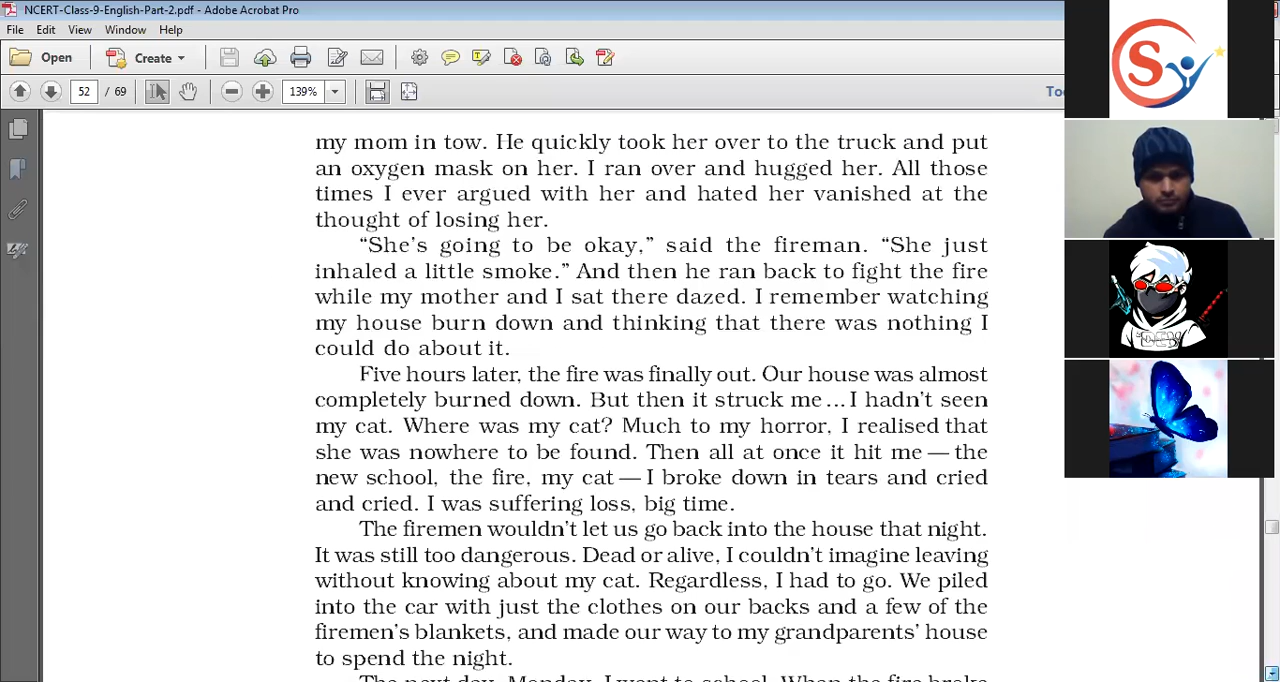 NCERT-Class-9-English-Part-2.pdf - Adobe Acrobat Pro
File Edit View Window Help
Open Create
52 / 69 139% Too
my mom in tow. He quickly took her over to the truck and put
an oxygen mask on her. I ran over and hugged her. All those
times I ever argued with her and hated her vanished at the
thought of losing her.
“She’s going to be okay,” said the fireman. “She just
inhaled a little smoke.” And then he ran back to fight the fire
while my mother and I sat there dazed. I remember watching
my house burn down and thinking that there was nothing I
could do about it.
Five hours later, the fire was finally out. Our house was almost
completely burned down. But then it struck me ... I hadn’t seen
my cat. Where was my cat? Much to my horror, I realised that
she was nowhere to be found. Then all at once it hit me — the
new school, the fire, my cat — I broke down in tears and cried
and cried. I was suffering loss, big time.
The firemen wouldn’t let us go back into the house that night.
It was still too dangerous. Dead or alive, I couldn’t imagine leaving
without knowing about my cat. Regardless, I had to go. We piled
into the car with just the clothes on our backs and a few of the
firemen’s blankets, and made our way to my grandparents’ house
to spend the night.
The next day, Monday, I went to school. When the fire broke
S